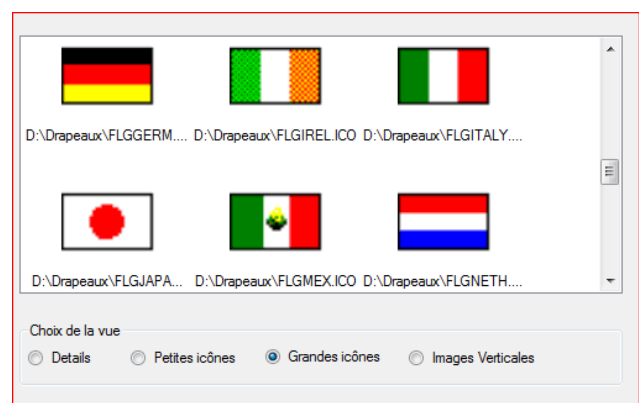 D:\Drapeaux\FLGGERM.... D:\Drapeaux\FLGIREL.ICO D:\Drapeaux\FLGITALY....
D:\Drapeaux\FLGJAPA... D:\Drapeaux\FLGMEX.ICO D:\Drapeaux\FLGNETH....
Choix de la vue
Details Petites icônes Grandes icônes Images Verticales